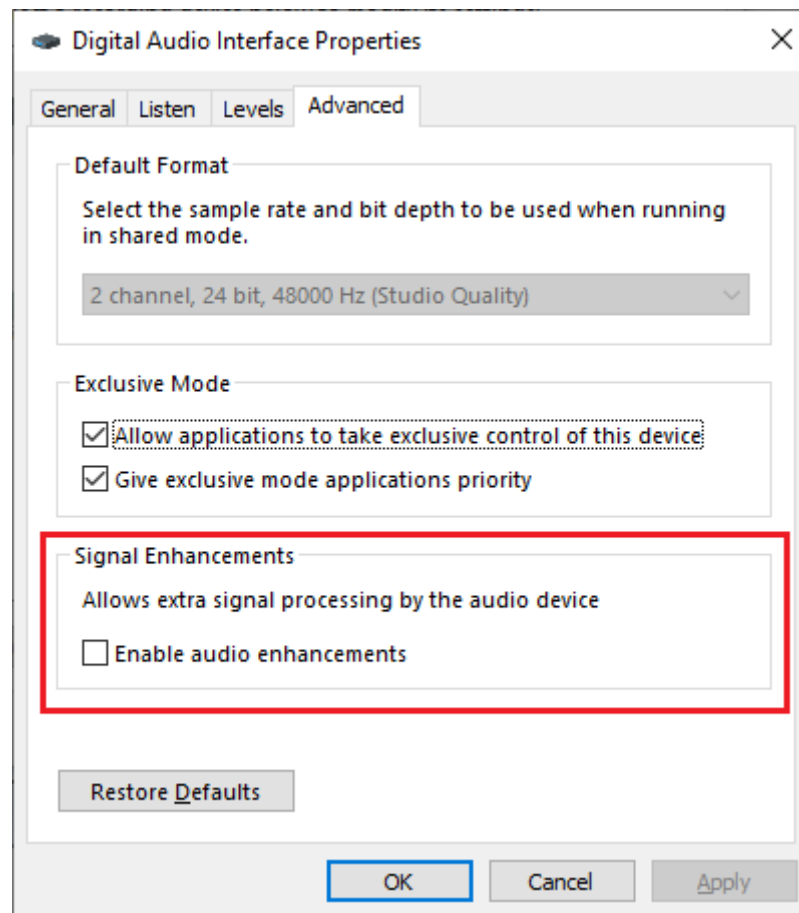 Digital Audio Interface Properties
General Listen Levels Advanced
Default Format
Select the sample rate and bit depth to be used when running
in shared mode.
2 channel, 24 bit, 48000 Hz (Studio Quality)
Exclusive Mode
Allow applications to take exclusive control of this device
Give exclusive mode applications priority
Signal Enhancements
Allows extra signal processing by the audio device
Enable audio enhancements
Restore Defaults
OK Cancel Apply